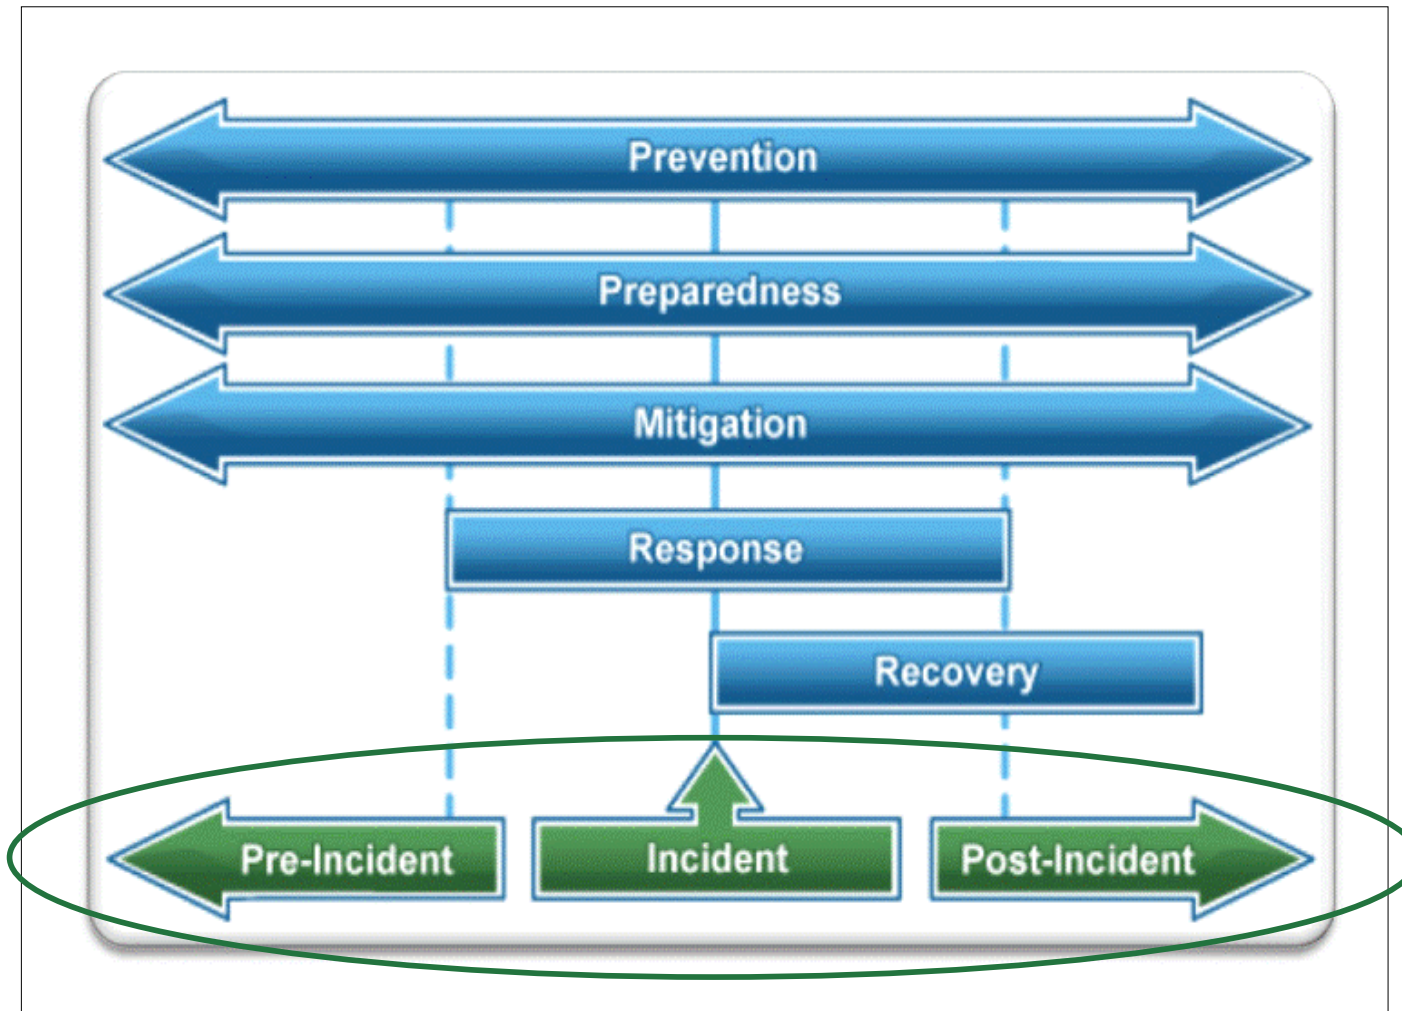 Prevention
Preparedness
Mitigation
Response
Recovery
Pre-Incident
Incident
Post-Incident